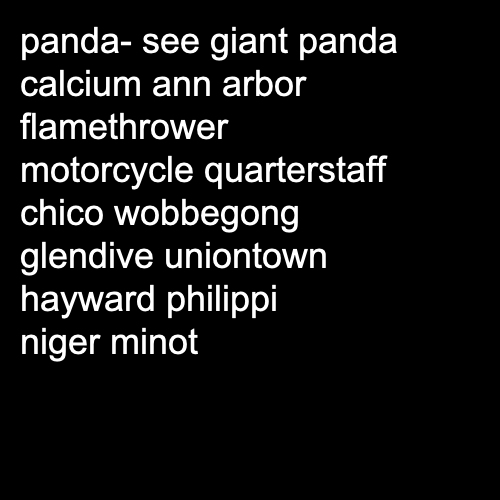 panda- see giant panda
calcium ann arbor
flamethrower
motorcycle quarterstaff
chico wobbegong
glendive uniontown
hayward philippi
niger minot